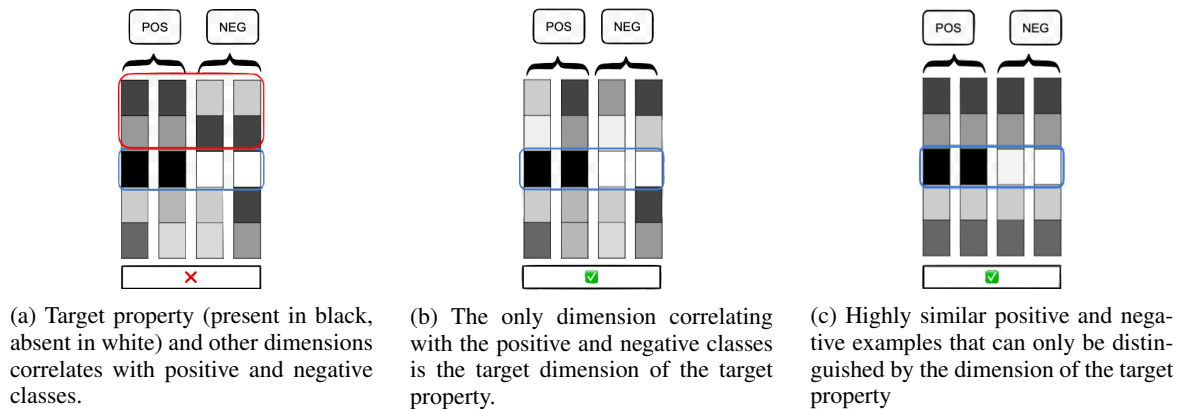 POS NEG
POS NEG
POS NEG
(a) Target property (present in black,
absent in white) and other dimensions
correlates with positive and negative
classes.
(b) The only dimension correlating
with the positive and negative classes
is the target dimension of the target
property.
(c) Highly similar positive and nega-
tive examples that can only be distin-
guished by the dimension of the target
property